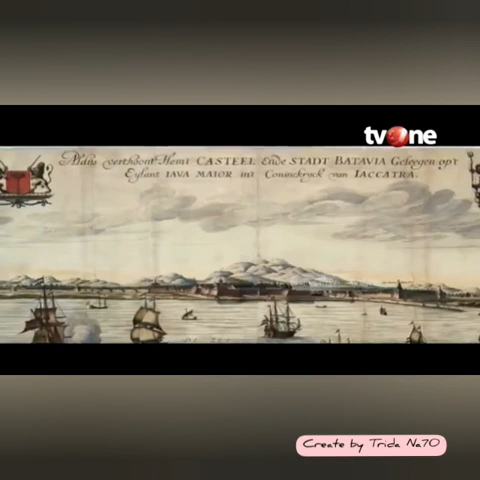 tvOne
Aldus verthoont Hem't CASTEEL Ende STADT BATAVIA Gelegen op't
Eylant IAVA MAIOR int Coninckryck van IACCATRA.
Create by Trida Na70